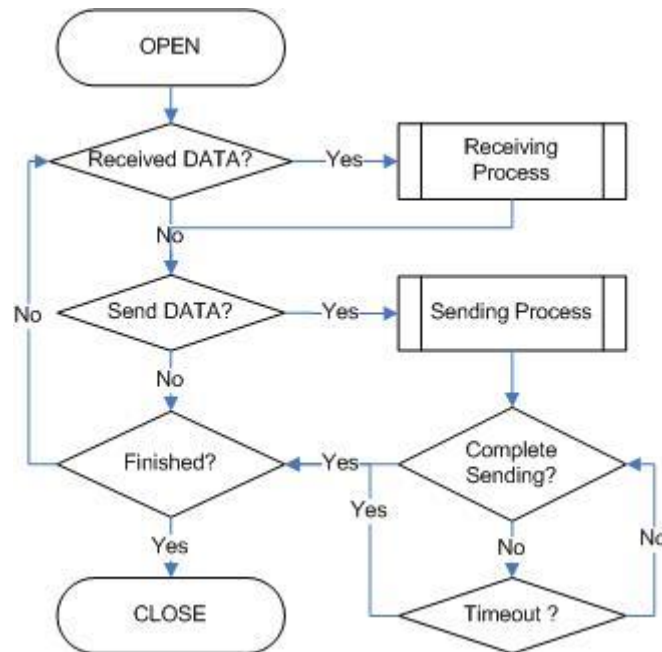 OPEN
Received DATA?
Yes
Receiving
Process
No
Send DATA?
Yes
Sending Process
No
No
Finished?
Yes
Complete
Sending?
Yes
Yes
No
No
CLOSE
Timeout ?